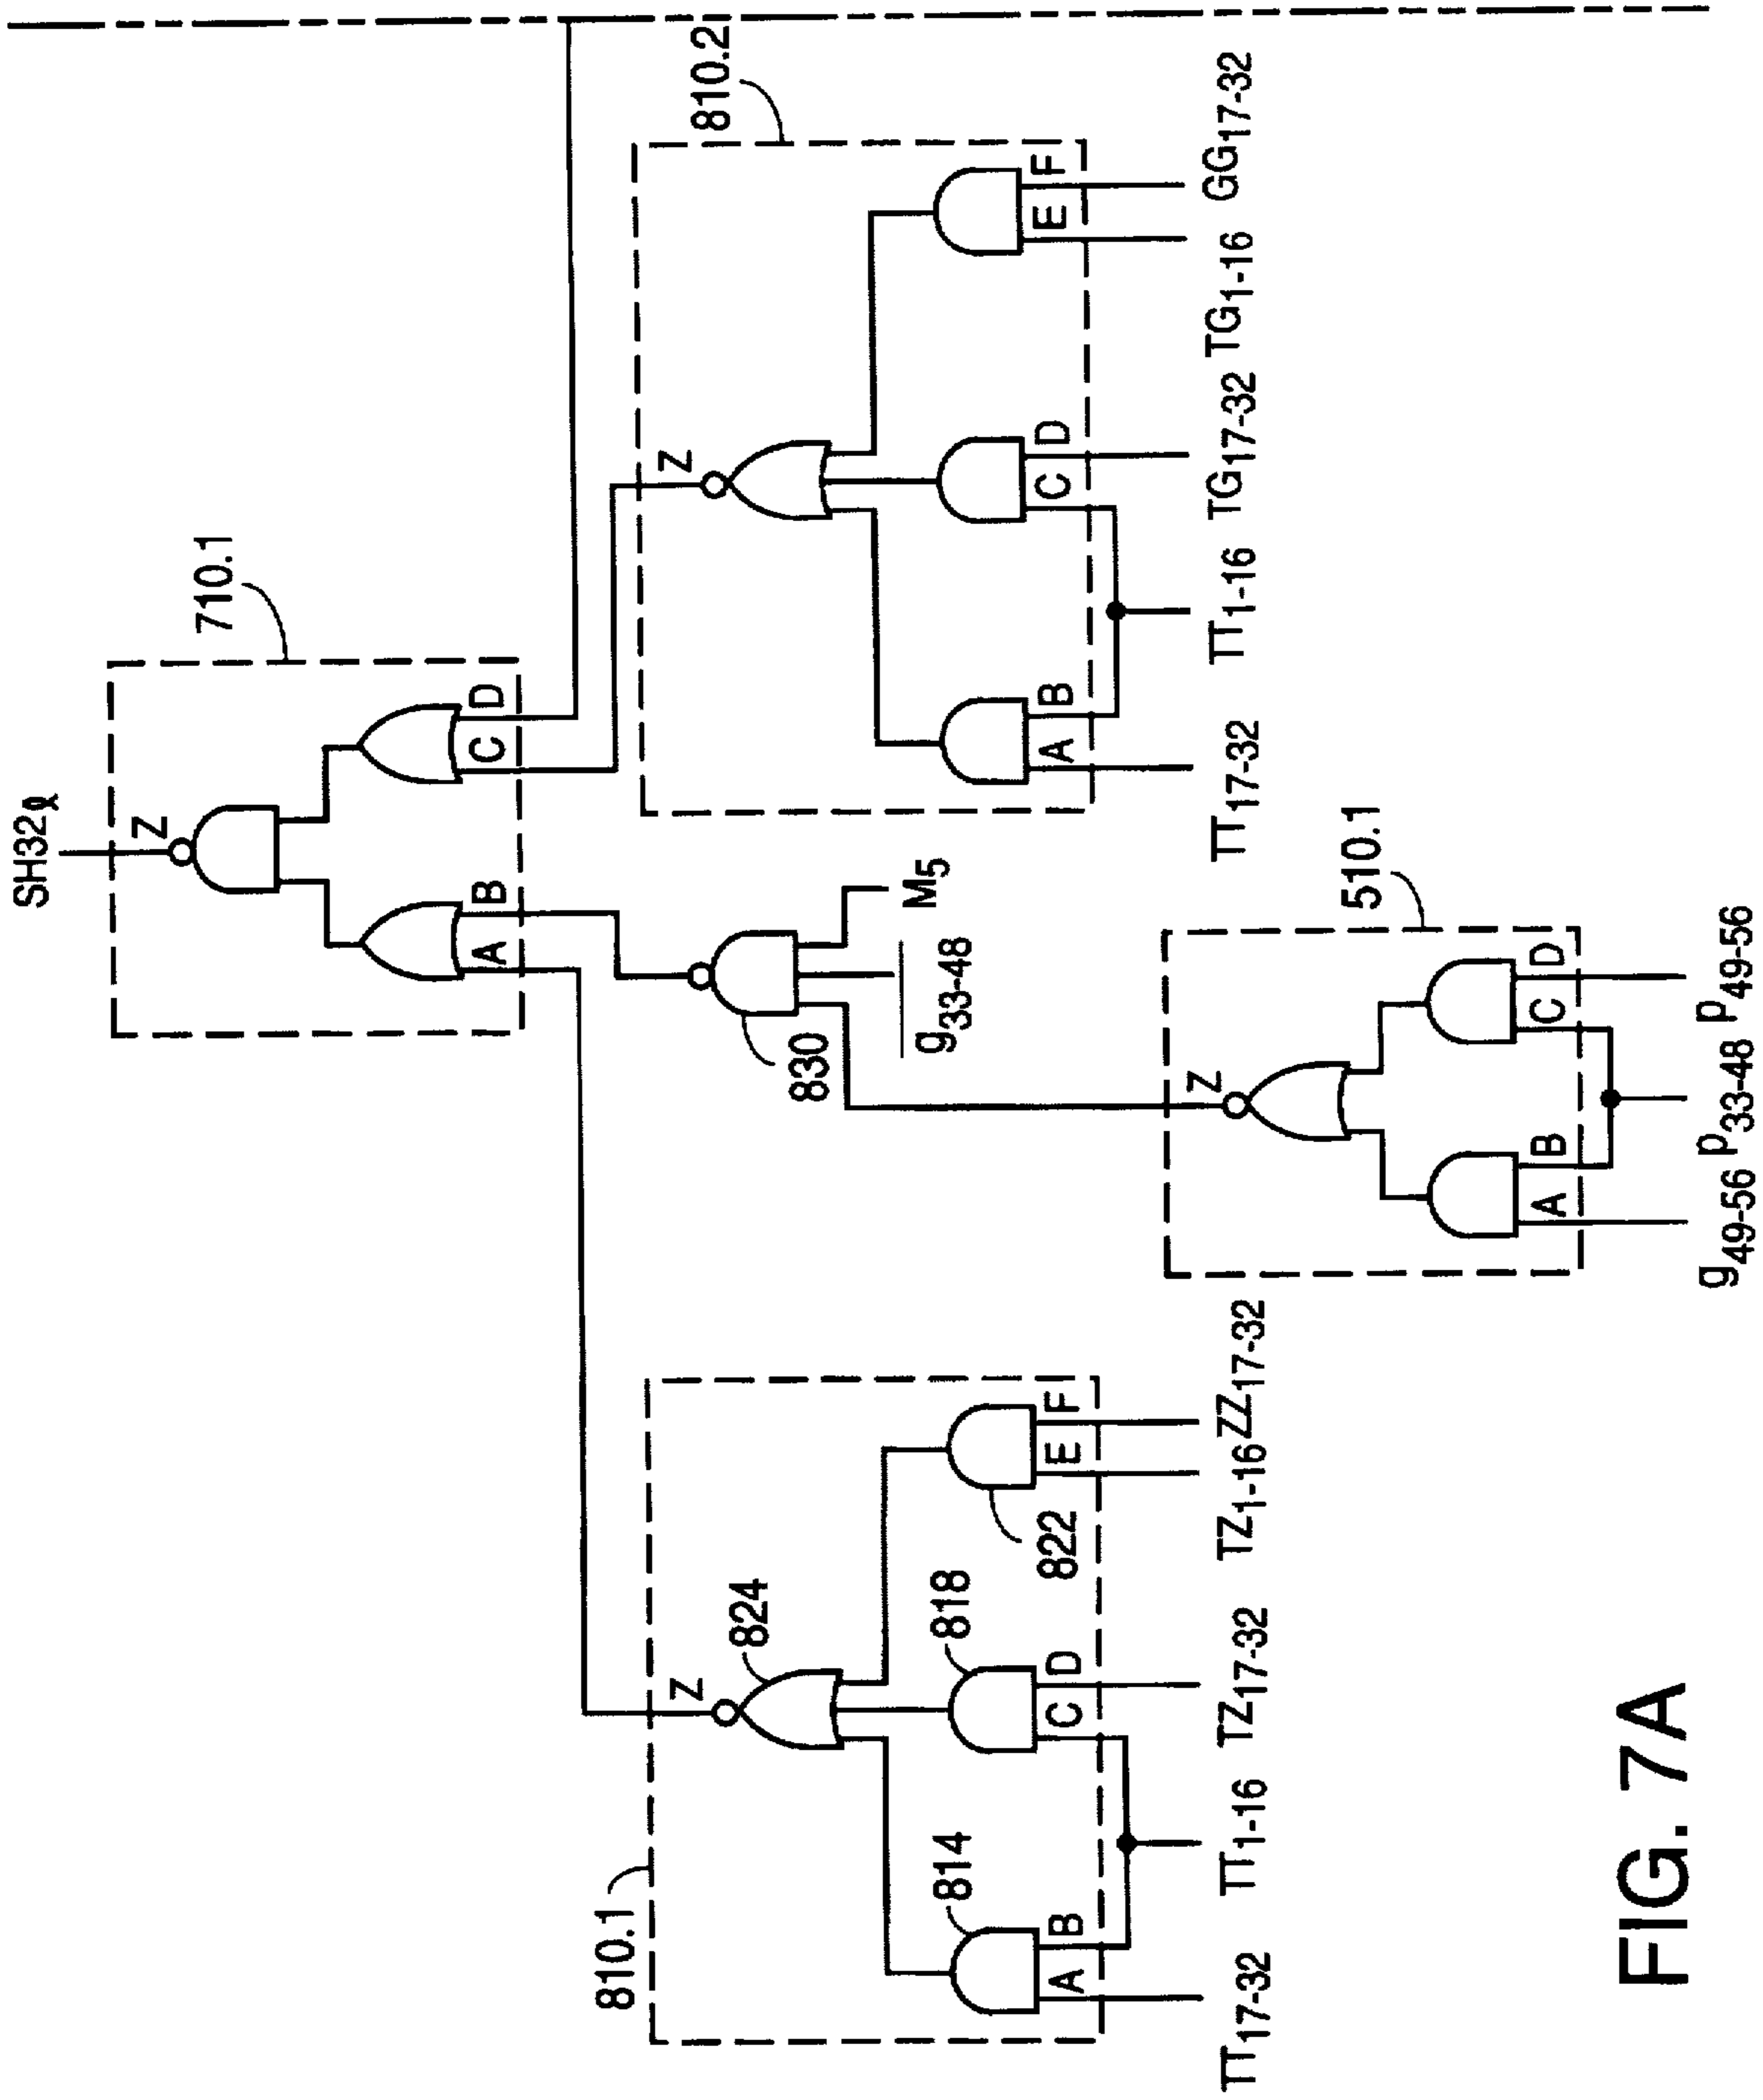 SH32ℓ
Z
710.1
A B C D
810.1
Z
824
814
818
822
A B C D E F
TT17-32 TT1-16 TZ17-32 TZ1-16 ZZ17-32
830
g33-48
M5
810.2
Z
A B C D E F
TT17-32 TT1-16 TG17-32 TG1-16 GG17-32
510.1
Z
A B C D
g49-56 p33-48 p49-56
FIG. 7A